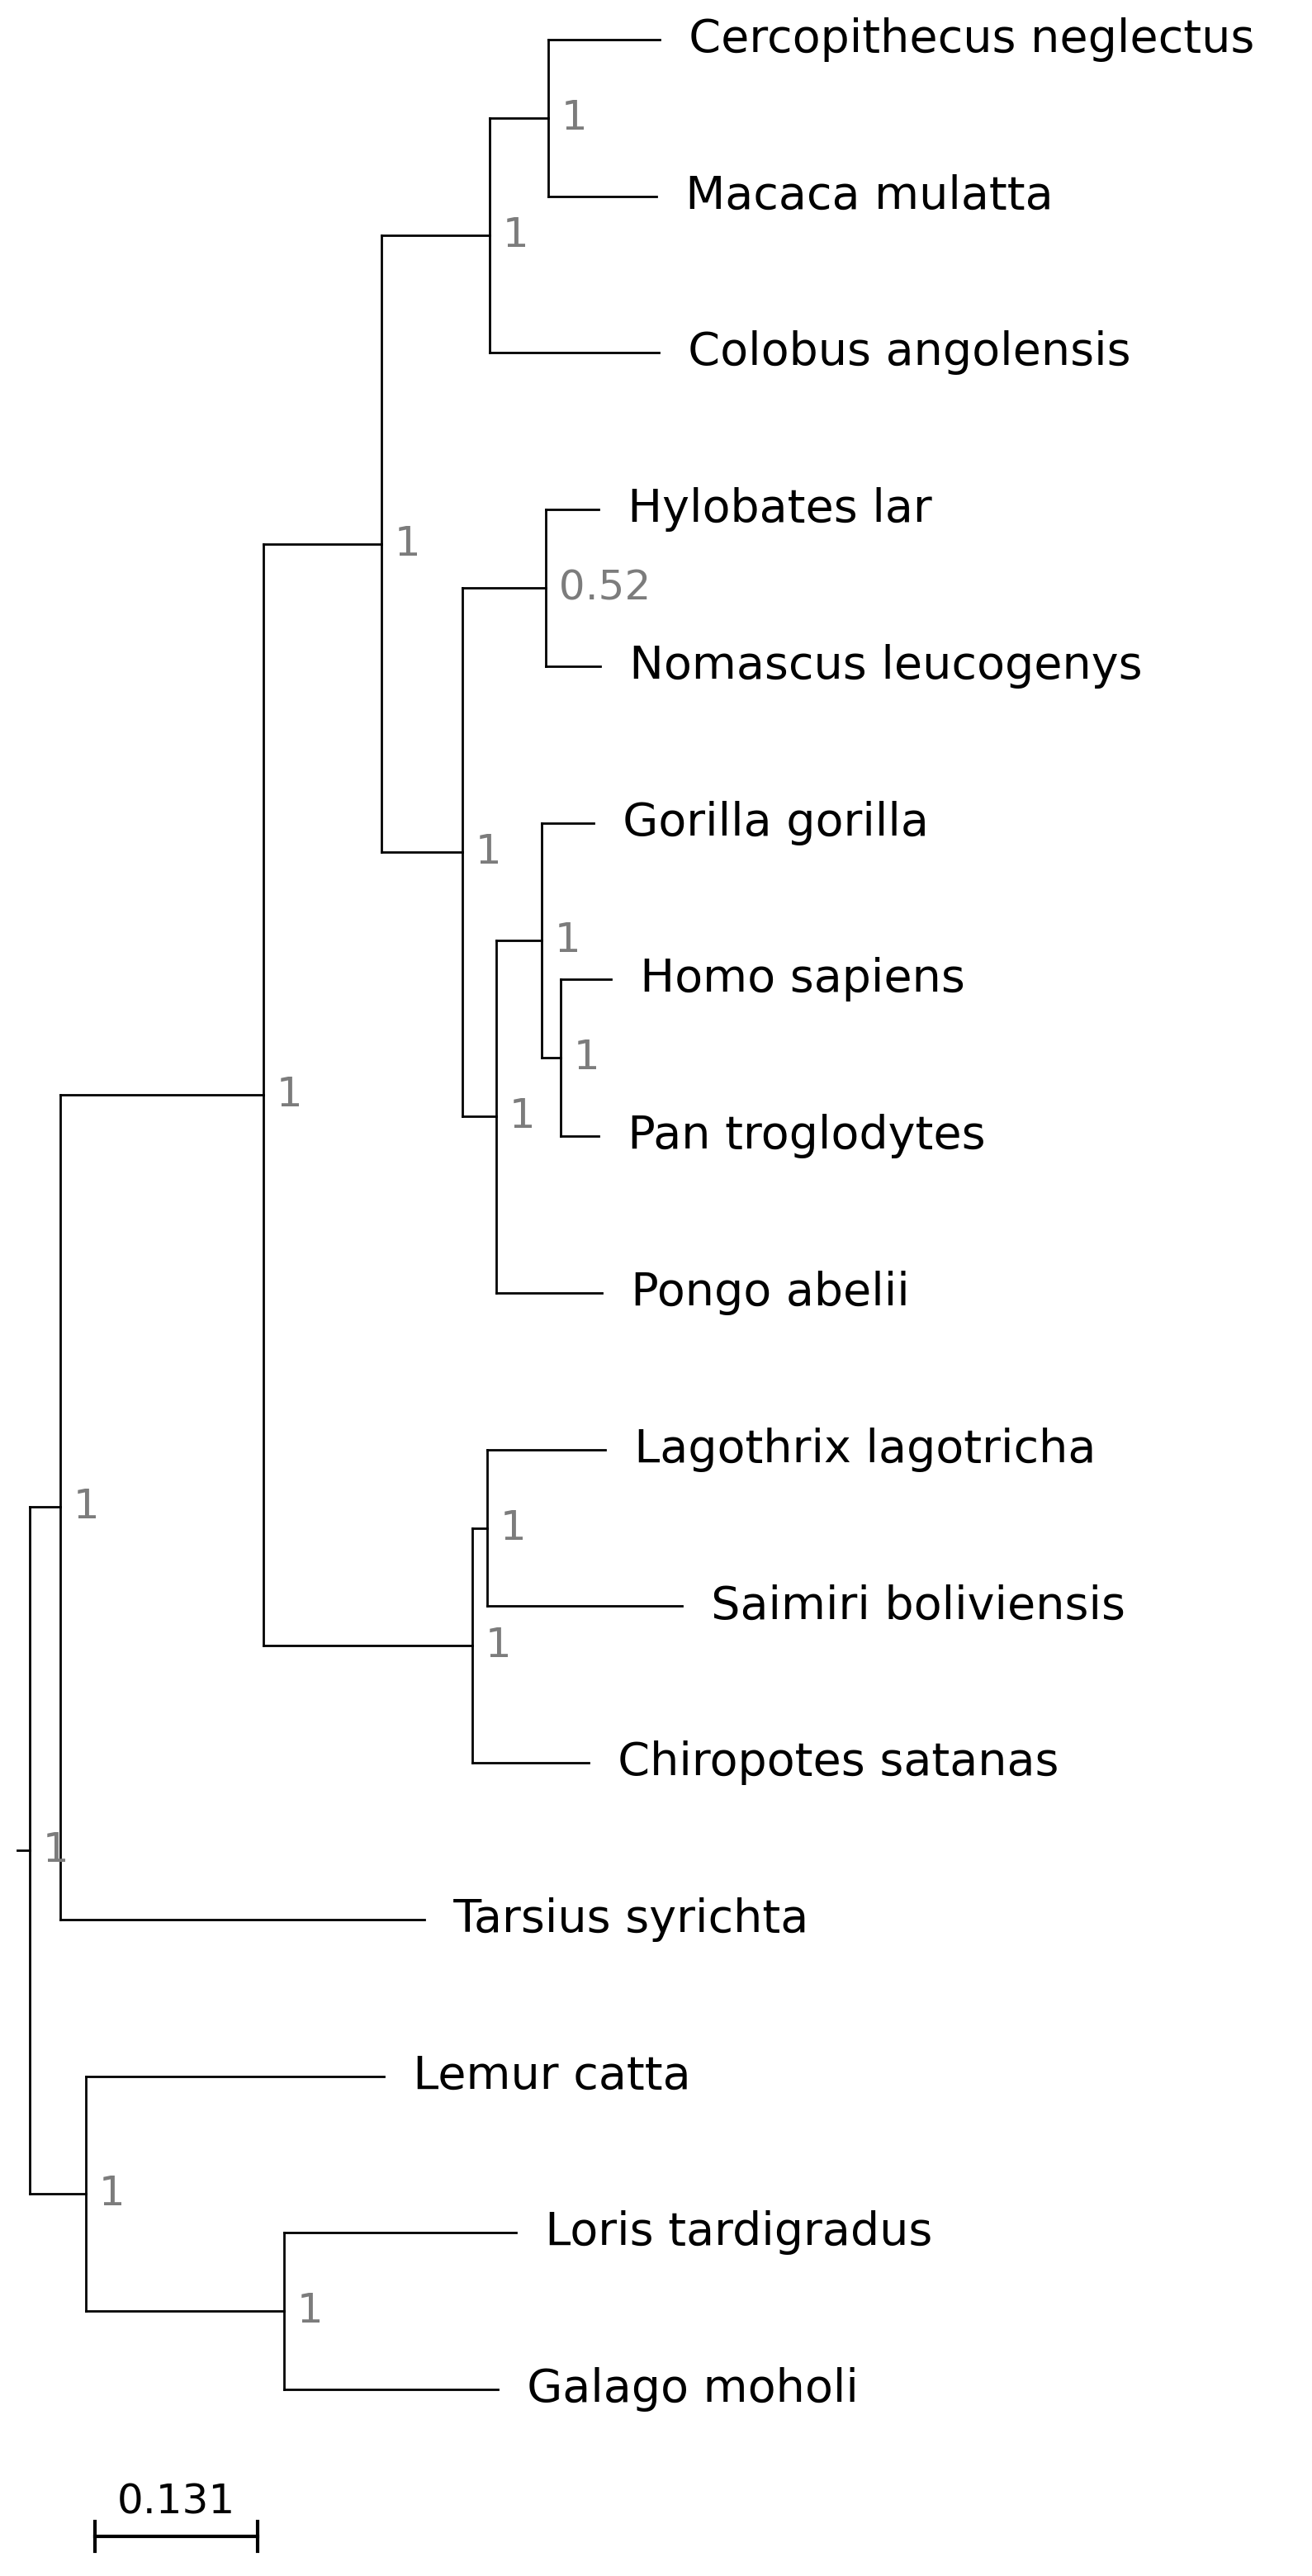 Cercopithecus neglectus
1
Macaca mulatta
1
Colobus angolensis
Hylobates lar
1
0.52
Nomascus leucogenys
Gorilla gorilla
1
1
Homo sapiens
1
1
1
Pan troglodytes
Pongo abelii
Lagothrix lagotricha
1
1
Saimiri boliviensis
1
Chiropotes satanas
1
Tarsius syrichta
Lemur catta
1
Loris tardigradus
1
Galago moholi
0.131